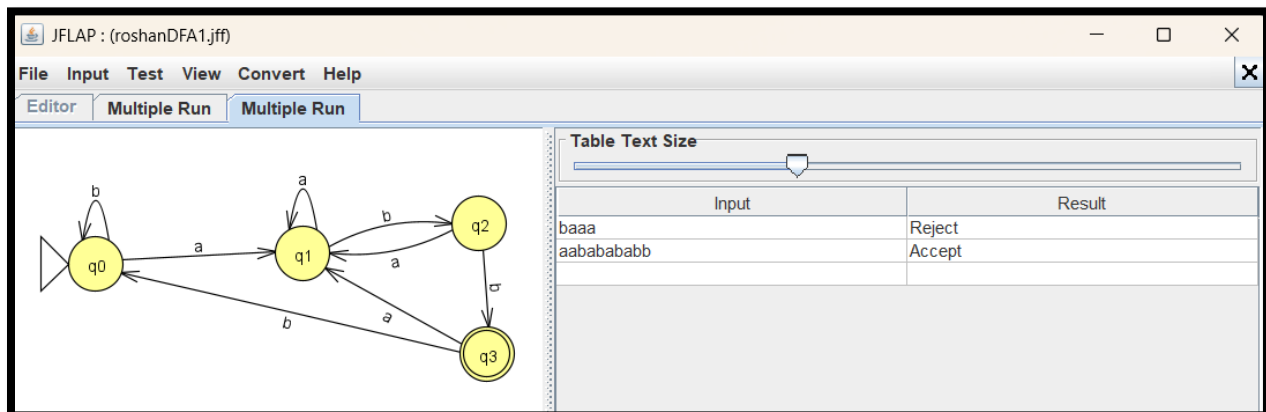 JFLAP : (roshanDFA1.jff)
File Input Test View Convert Help
Editor Multiple Run Multiple Run
Table Text Size
Input Result
baaa Reject
aababababb Accept
b
a
b
q2
a
q1
a
q0
b
a
b
q3